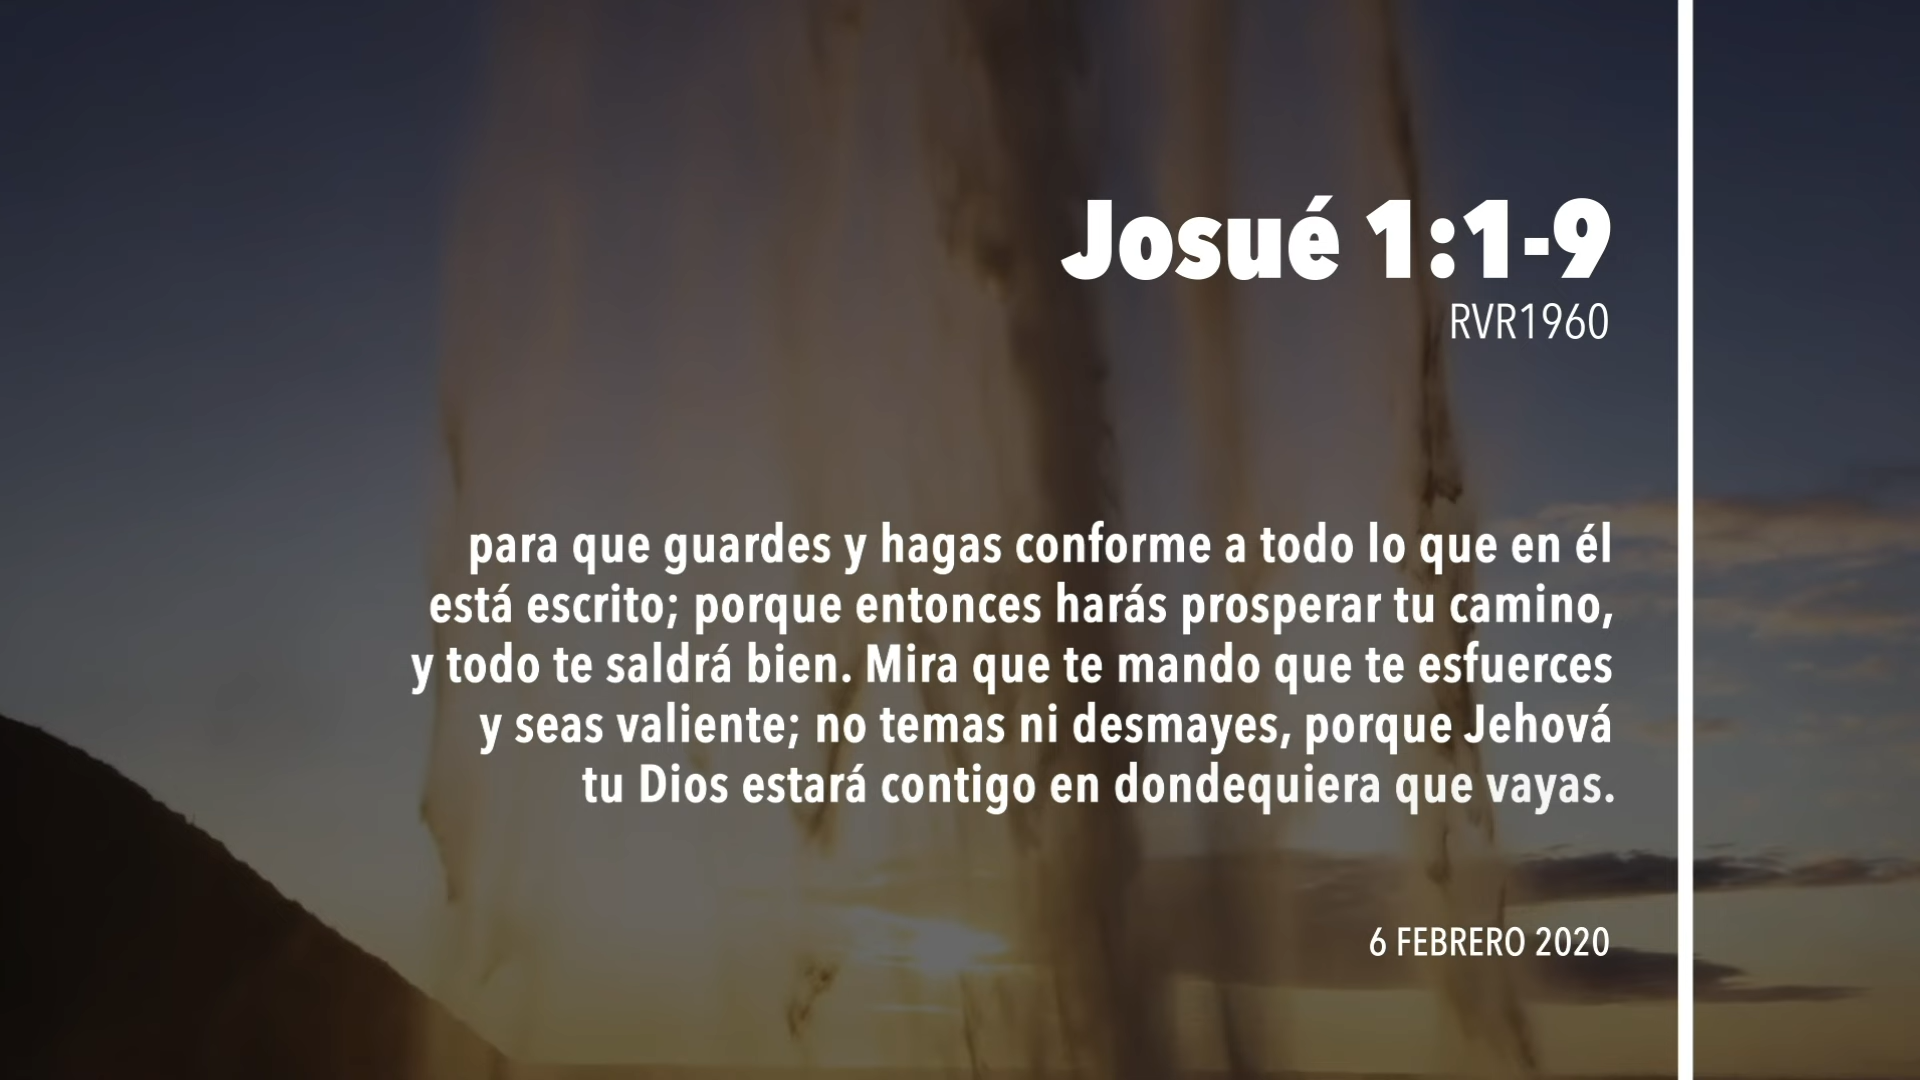 Josué 1:1-9
RVR1960
para que guardes y hagas conforme a todo lo que en él
está escrito; porque entonces harás prosperar tu camino,
y todo te saldrá bien. Mira que te mando que te esfuerces
y seas valiente; no temas ni desmayes, porque Jehová
tu Dios estará contigo en dondequiera que vayas.
6 FEBRERO 2020